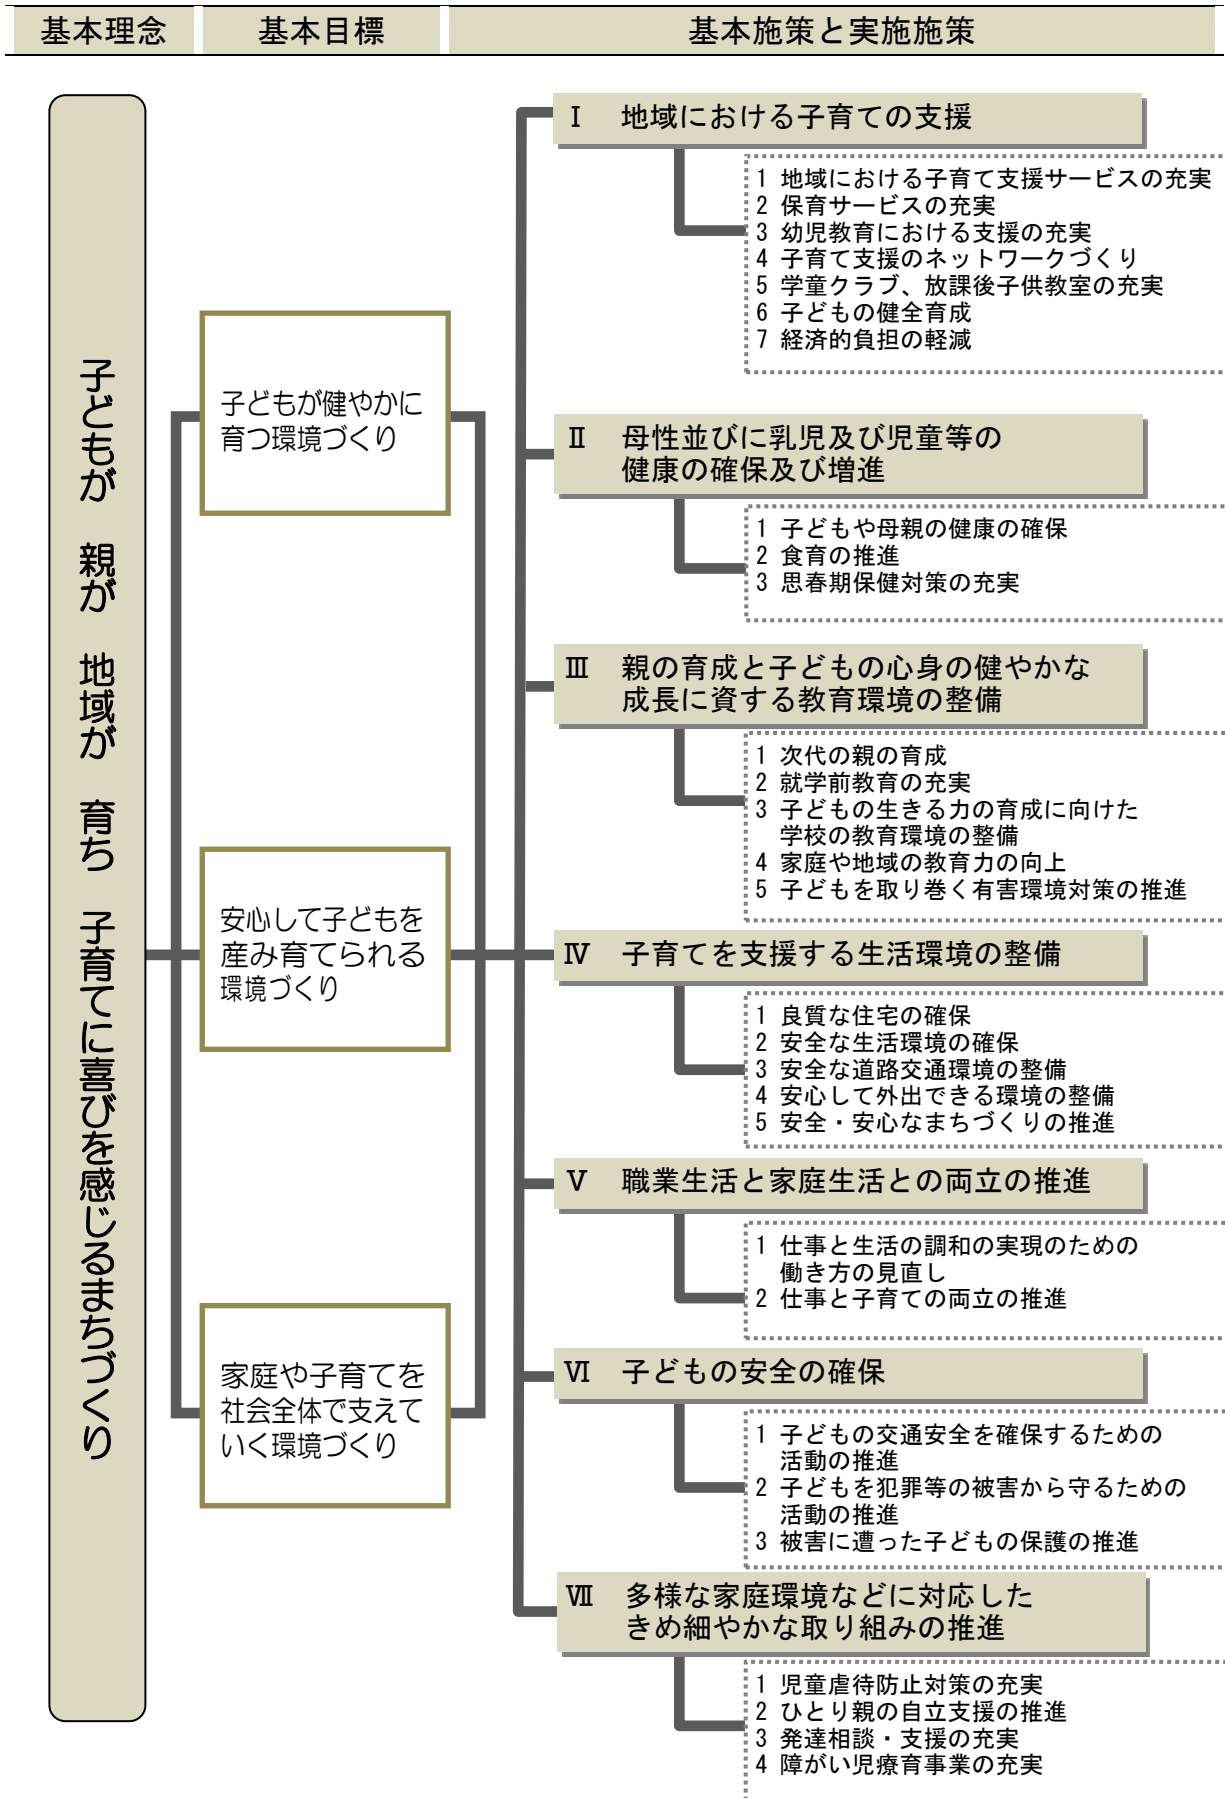 基本理念
基本目標
基本施策と実施施策
子どもが 親が 地域が 育ち 子育てに喜びを感じるまちづくり
子どもが健やかに
育つ環境づくり
安心して子どもを
産み育てられる
環境づくり
家庭や子育てを
社会全体で支えて
いく環境づくり
Ⅰ 地域における子育ての支援
1 地域における子育て支援サービスの充実
2 保育サービスの充実
3 幼児教育における支援の充実
4 子育て支援のネットワークづくり
5 学童クラブ、放課後子供教室の充実
6 子どもの健全育成
7 経済的負担の軽減
Ⅱ 母性並びに乳児及び児童等の
健康の確保及び増進
1 子どもや母親の健康の確保
2 食育の推進
3 思春期保健対策の充実
Ⅲ 親の育成と子どもの心身の健やかな
成長に資する教育環境の整備
1 次代の親の育成
2 就学前教育の充実
3 子どもの生きる力の育成に向けた
学校の教育環境の整備
4 家庭や地域の教育力の向上
5 子どもを取り巻く有害環境対策の推進
Ⅳ 子育てを支援する生活環境の整備
1 良質な住宅の確保
2 安全な生活環境の確保
3 安全な道路交通環境の整備
4 安心して外出できる環境の整備
5 安全・安心なまちづくりの推進
Ⅴ 職業生活と家庭生活との両立の推進
1 仕事と生活の調和の実現のための
働き方の見直し
2 仕事と子育ての両立の推進
Ⅵ 子どもの安全の確保
1 子どもの交通安全を確保するための
活動の推進
2 子どもを犯罪等の被害から守るための
活動の推進
3 被害に遭った子どもの保護の推進
Ⅶ 多様な家庭環境などに対応した
きめ細やかな取り組みの推進
1 児童虐待防止対策の充実
2 ひとり親の自立支援の推進
3 発達相談・支援の充実
4 障がい児療育事業の充実